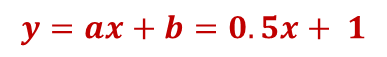 y = ax + b = 0.5x + 1